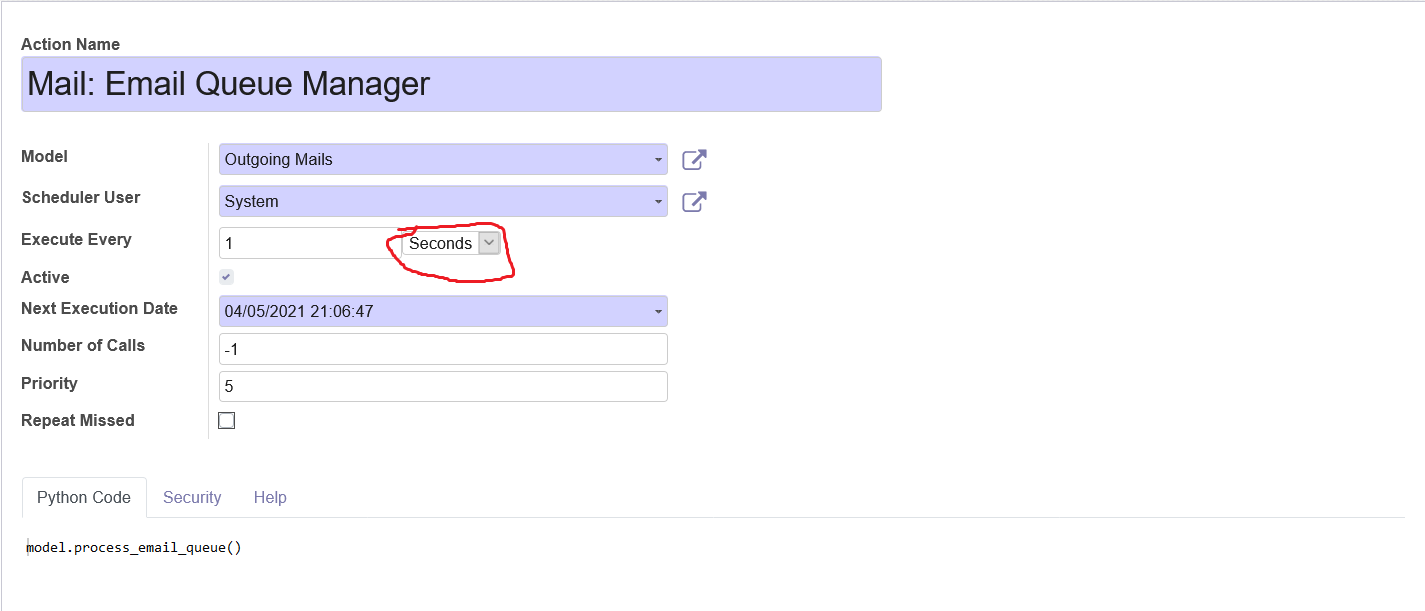 Action Name
Mail: Email Queue Manager
Model
Outgoing Mails
Scheduler User
System
Execute Every
1
Seconds
Active
Next Execution Date
04/05/2021 21:06:47
Number of Calls
-1
Priority
5
Repeat Missed
Python Code Security Help
model.process_email_queue()